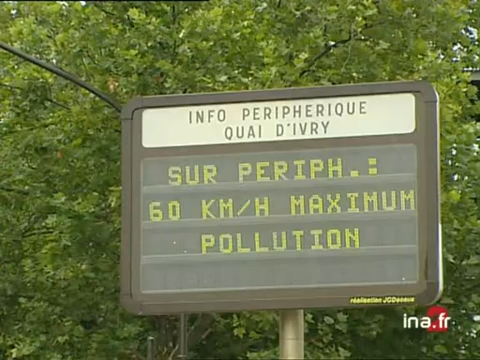 INFO PERIPHERIQUE
QUAI D'IVRY
SUR PERIPH.:
60 KM/H MAXIMUM
POLLUTION
réalisation JCDecaux
ina.fr